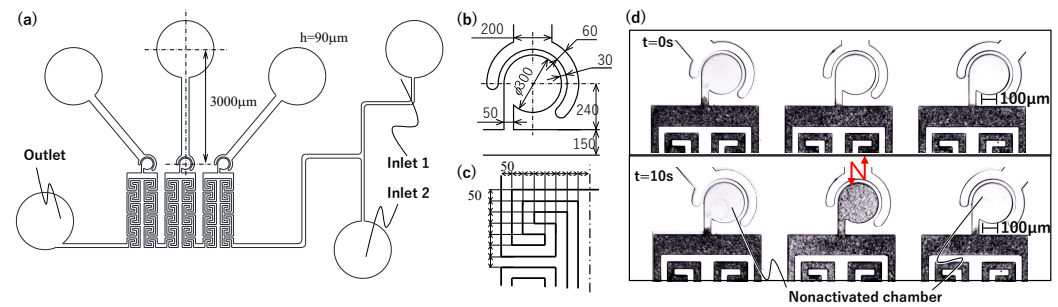 (a)
h=90μm
3000μm
Outlet
Inlet 1
Inlet 2
(b)
200
60
30
ø300
50
240
150
(c)
50
50
(d)
t=0s
100μm
t=10s
N
100μm
Nonactivated chamber